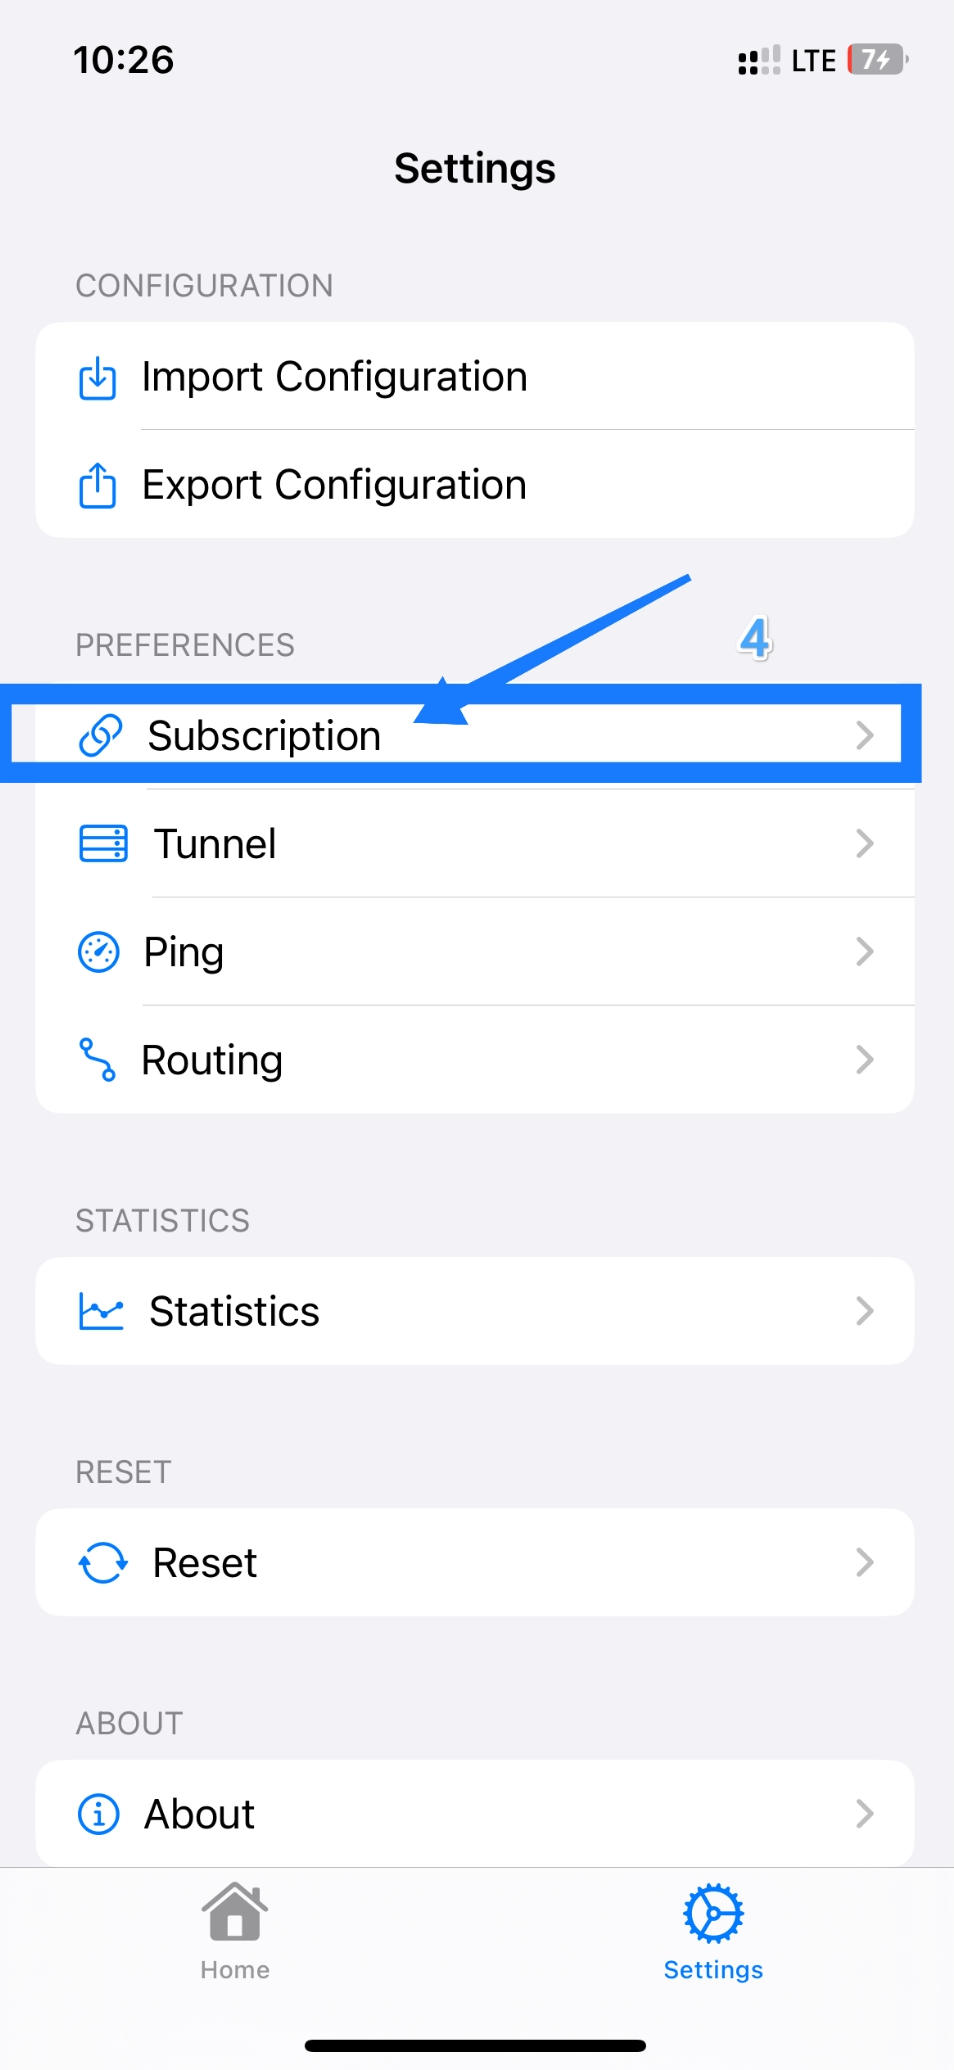 10:26
LTE 7
Settings
CONFIGURATION
Import Configuration
Export Configuration
4
PREFERENCES
Subscription
Tunnel
Ping
Routing
STATISTICS
Statistics
RESET
Reset
ABOUT
About
Home
Settings